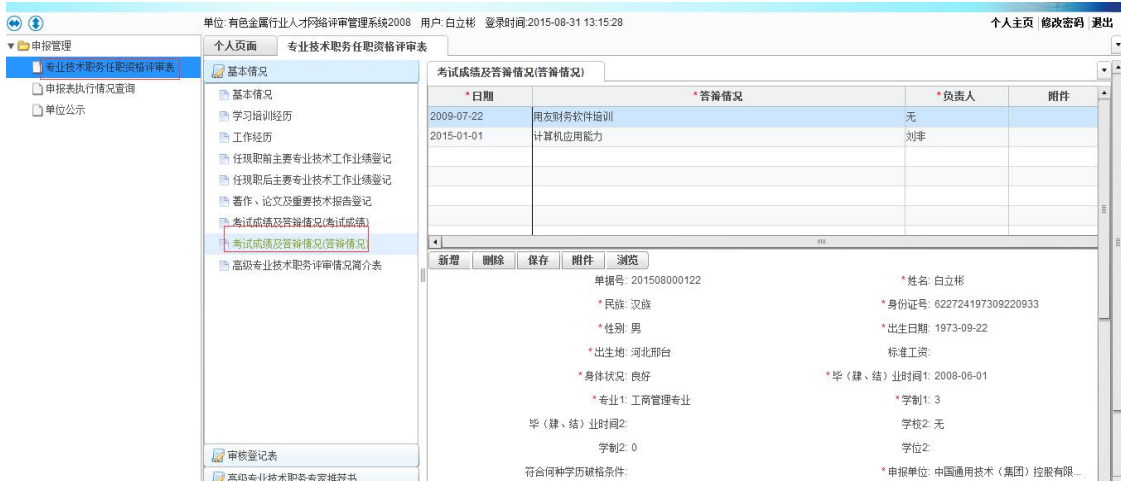 单位:有色金属行业人才网络评审管理系统2008 用户:白立彬 登录时间:2015-08-31 13:15:28 个人主页 修改密码 退出
申报管理
专业技术职务任职资格评审表
申报表执行情况查询
单位公示
个人页面 专业技术职务任职资格评审表
基本情况
基本情况
学习培训经历
工作经历
任现职前主要专业技术工作业绩登记
任现职后主要专业技术工作业绩登记
著作、论文及重要技术报告登记
考试成绩及答辩情况(考试成绩)
考试成绩及答辩情况(答辩情况)
高级专业技术职务评审情况简介表
审核登记表
高级专业技术职务专家推荐书
考试成绩及答辩情况(答辩情况)
*日期 *答辩情况 *负责人 附件
2009-07-22 用友财务软件培训 无
2015-01-01 计算机应用能力 刘非
新增 删除 保存 附件 浏览
单据号: 201508000122 *姓名: 白立彬
*民族: 汉族 *身份证号: 622724197309220933
*性别: 男 *出生日期: 1973-09-22
*出生地: 河北邢台 标准工资:
*身体状况: 良好 *毕(肄、结)业时间1: 2008-06-01
*专业1: 工商管理专业 *学制1: 3
毕(肄、结)业时间2: 学校2: 无
学制2: 0 学位2:
符合何种学历破格条件: *申报单位: 中国通用技术(集团)控股有限...